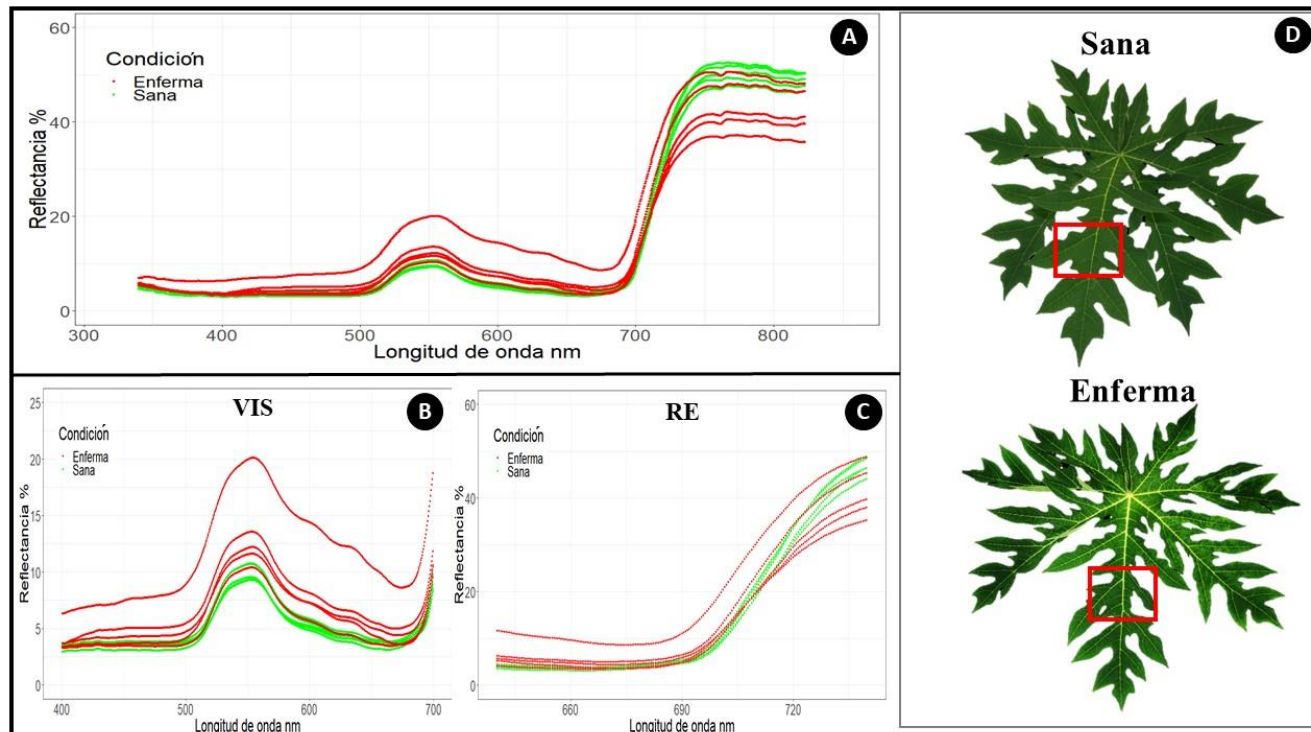 A
Condición
Enferma
Sana
Reflectancia %
60
40
20
0
300 400 500 600 700 800
Longitud de onda nm
VIS
B
Condición
Enferma
Sana
Reflectancia %
25
20
15
10
5
0
400 500 600 700
Longitud de onda nm
RE
C
Condición
Enferma
Sana
Reflectancia %
60
40
20
0
660 690 720
Longitud de onda nm
D
Sana
Enferma